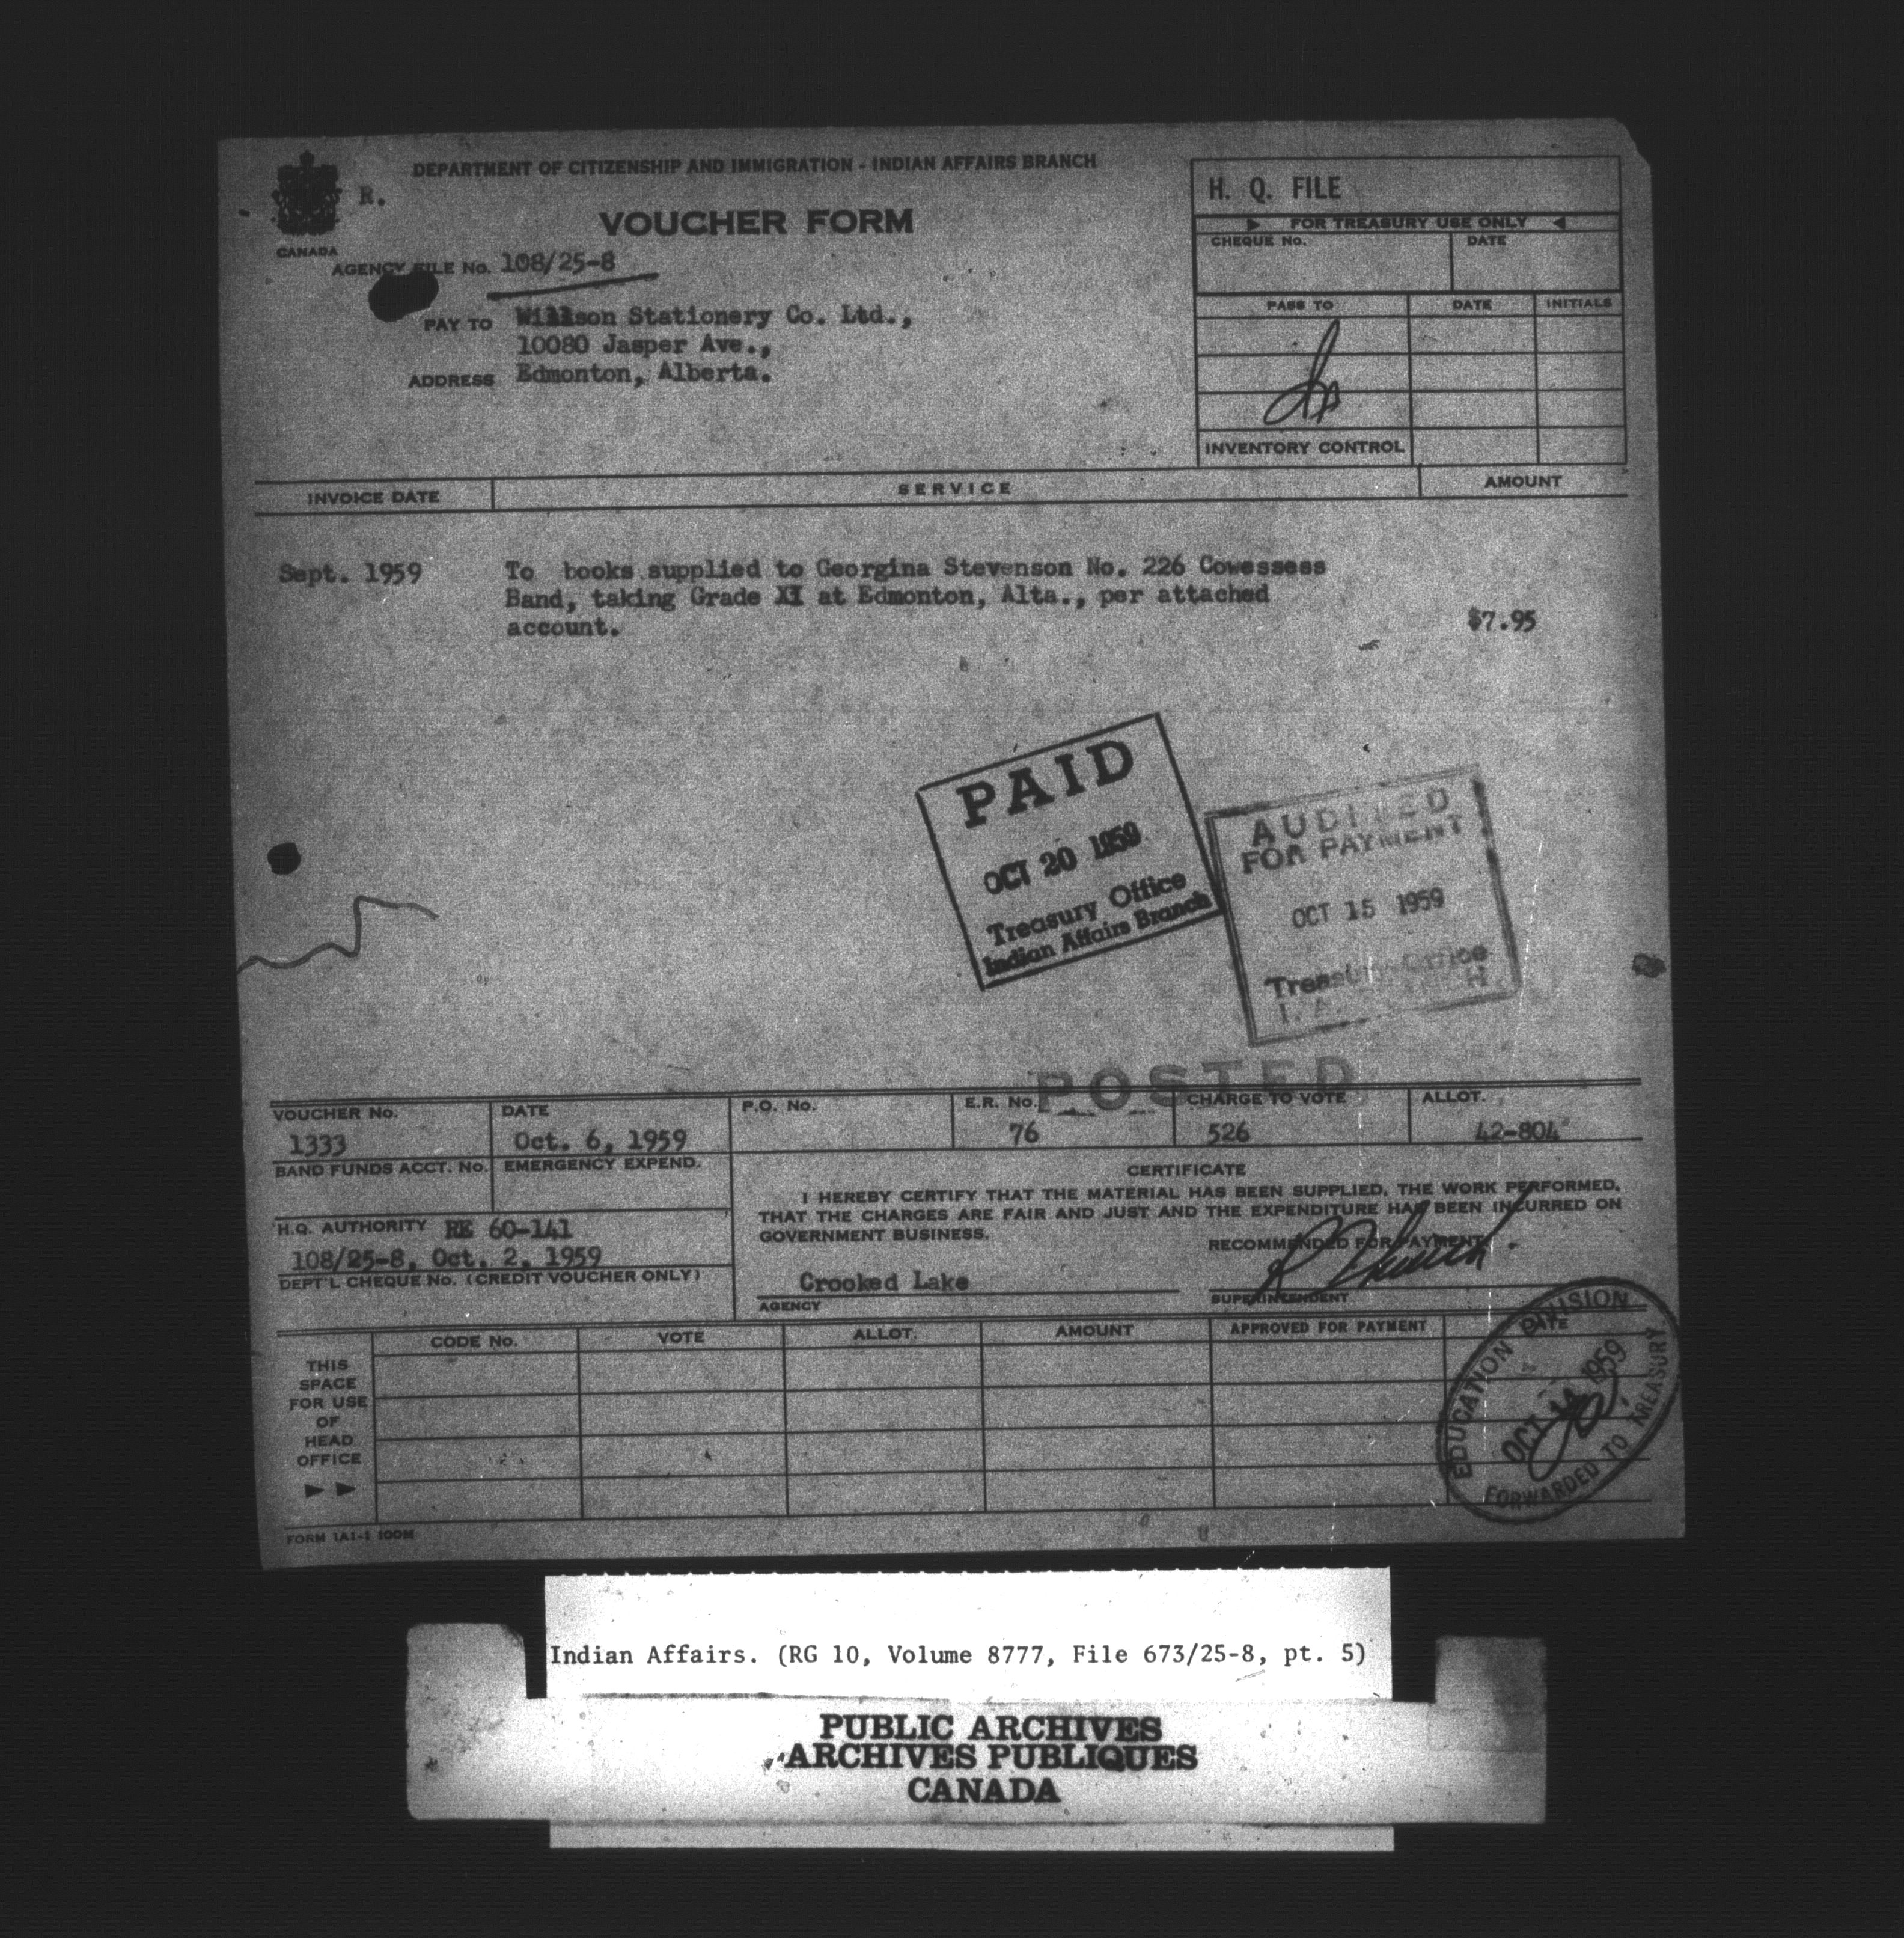 DEPARTMENT OF CITIZENSHIP AND IMMIGRATION - INDIAN AFFAIRS BRANCH
R.
CANADA
VOUCHER FORM
AGENCY FILE No. 108/25-8
PAY TO Willson Stationery Co. Ltd.,
10080 Jasper Ave.,
ADDRESS Edmonton, Alberta.
H. Q. FILE
FOR TREASURY USE ONLY
CHEQUE No. DATE
PASS TO DATE INITIALS
INVENTORY CONTROL
INVOICE DATE SERVICE AMOUNT
Sept. 1959 To books supplied to Georgina Stevenson No. 226 Cowessess
Band, taking Grade XI at Edmonton, Alta., per attached
account. $7.95
PAID
OCT 20 1959
Treasury Office
Indian Affairs Branch
AUDITED
FOR PAYMENT
OCT 15 1959
Treasury Office
I. A.
POSTED
VOUCHER No. DATE P.O. No. E.R. No. CHARGE TO VOTE ALLOT.
1333 Oct. 6, 1959 76 526 42-804
BAND FUNDS ACCT. No. EMERGENCY EXPEND.
H.Q. AUTHORITY RE 60-141
108/25-8, Oct. 2, 1959
DEPT'L CHEQUE No. (CREDIT VOUCHER ONLY)
CERTIFICATE
I HEREBY CERTIFY THAT THE MATERIAL HAS BEEN SUPPLIED, THE WORK PERFORMED,
THAT THE CHARGES ARE FAIR AND JUST AND THE EXPENDITURE HAS BEEN INCURRED ON
GOVERNMENT BUSINESS.
RECOMMENDED FOR PAYMENT
Crooked Lake
AGENCY
SUPERINTENDENT
CODE No. VOTE ALLOT. AMOUNT APPROVED FOR PAYMENT DATE
THIS
SPACE
FOR USE
OF
HEAD
OFFICE
EDUCATION DIVISION
OCT 14 1959
FORWARDED TO TREASURY
FORM 1A1-1 100M
Indian Affairs. (RG 10, Volume 8777, File 673/25-8, pt. 5)
PUBLIC ARCHIVES
ARCHIVES PUBLIQUES
CANADA